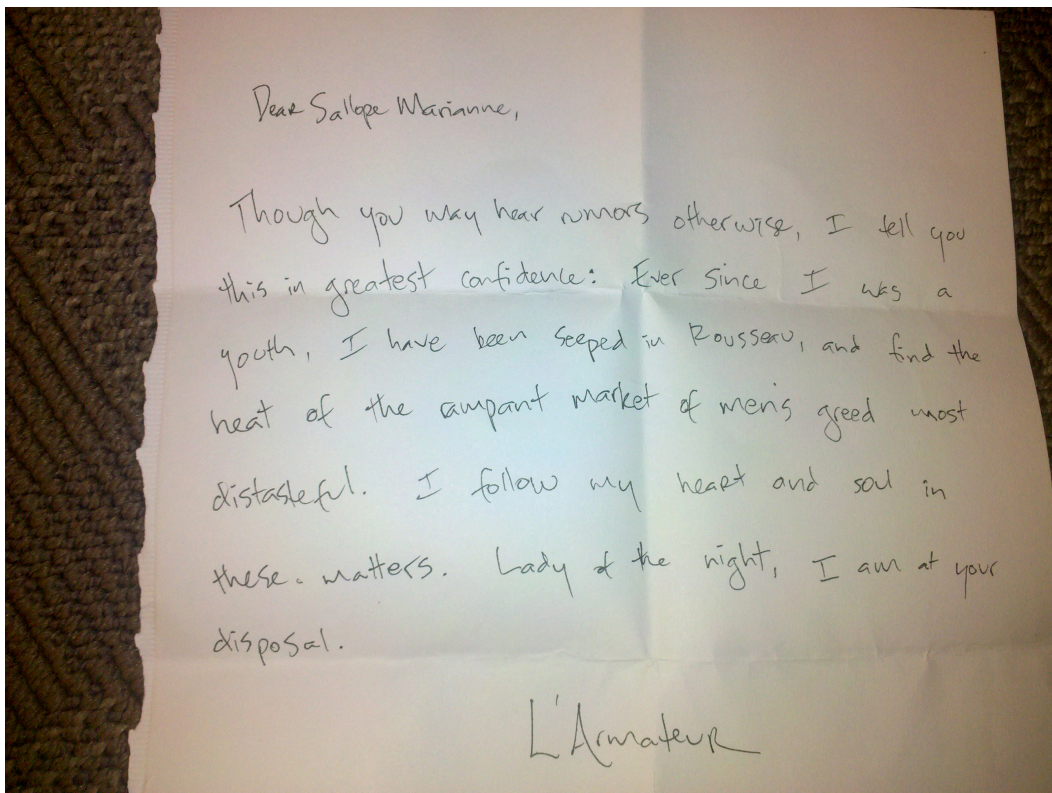 Dear Sallope Marianne,
Though you may hear rumors otherwise, I tell you
this in greatest confidence: Ever since I was a
youth, I have been seeped in Rousseau, and find the
heat of the rampant market of men's greed most
distasteful. I follow my heart and soul in
these. matters. Lady of the night, I am at your
disposal.
L'Armateur